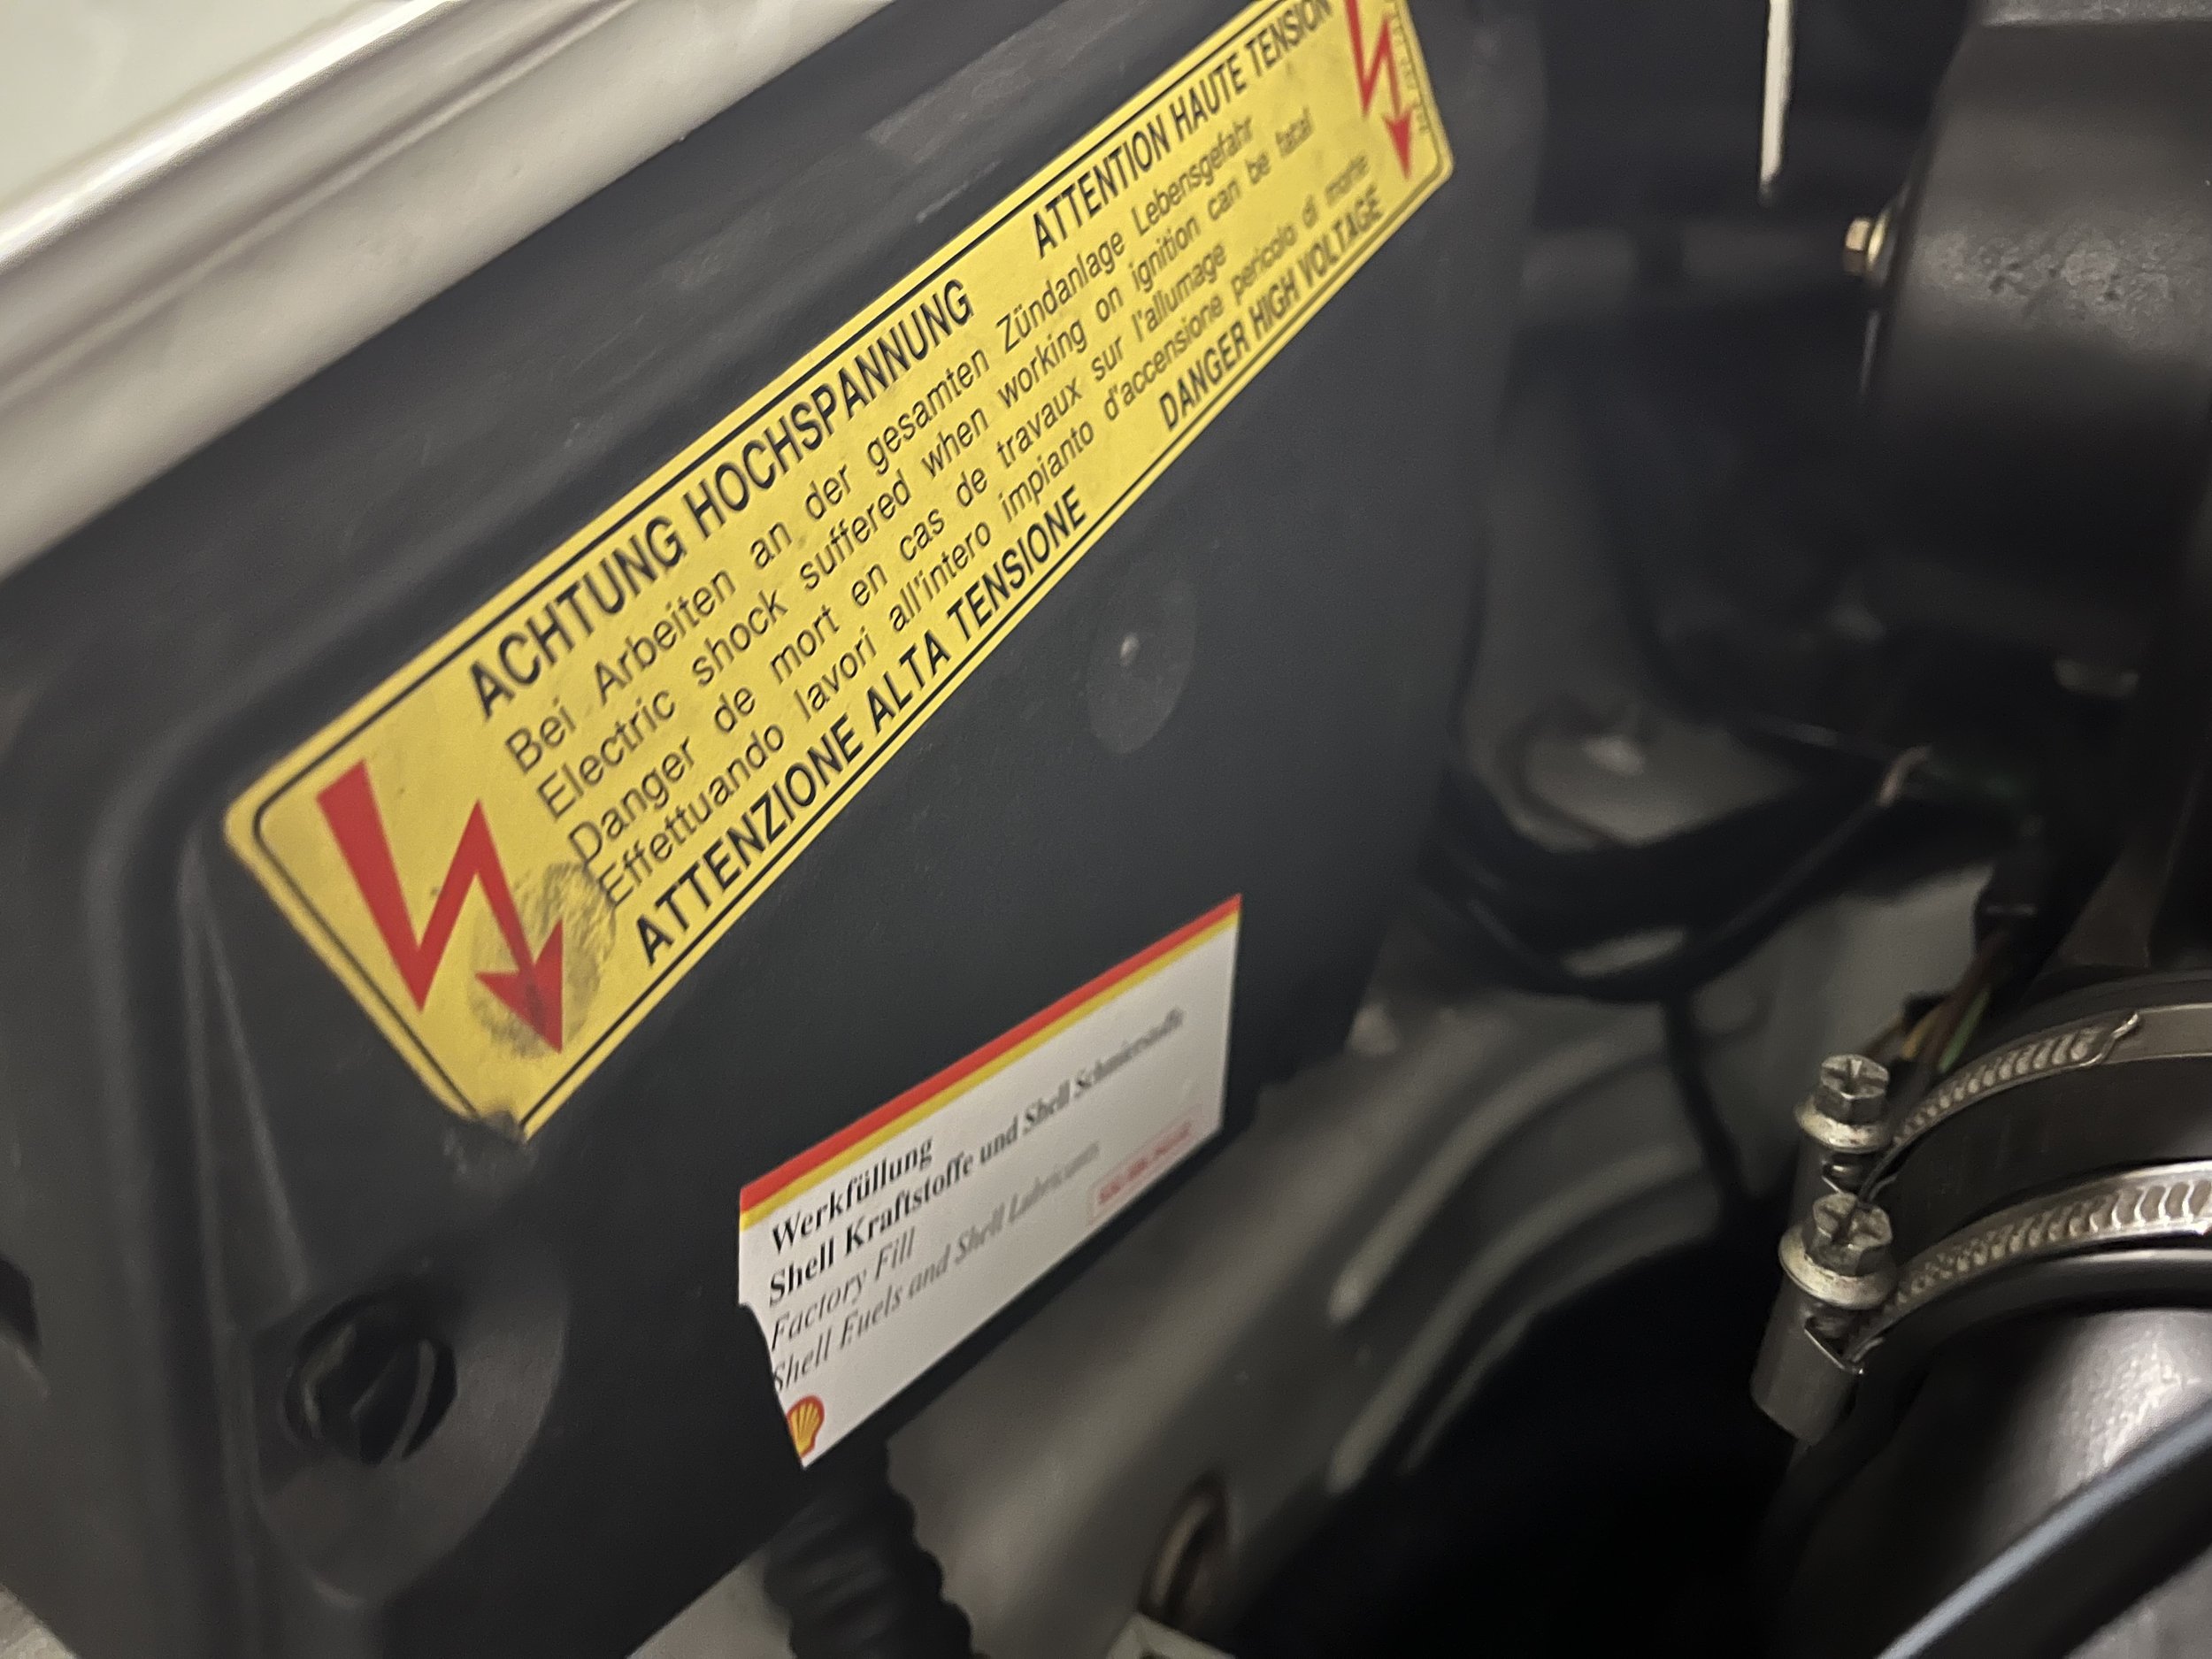 ACHTUNG HOCHSPANNUNG ATTENTION HAUTE TENSION
Bei Arbeiten an der gesamten Zündanlage Lebensgefahr
Electric shock suffered when working on ignition can be fatal
Danger de mort en cas de travaux sur l'allumage
Effettuando lavori all'intero impianto d'accensione pericolo di morte
ATTENZIONE ALTA TENSIONE DANGER HIGH VOLTAGE
Werkfüllung
Shell Kraftstoffe und Shell Schmierstoffe
Factory Fill
Shell Fuels and Shell Lubricants